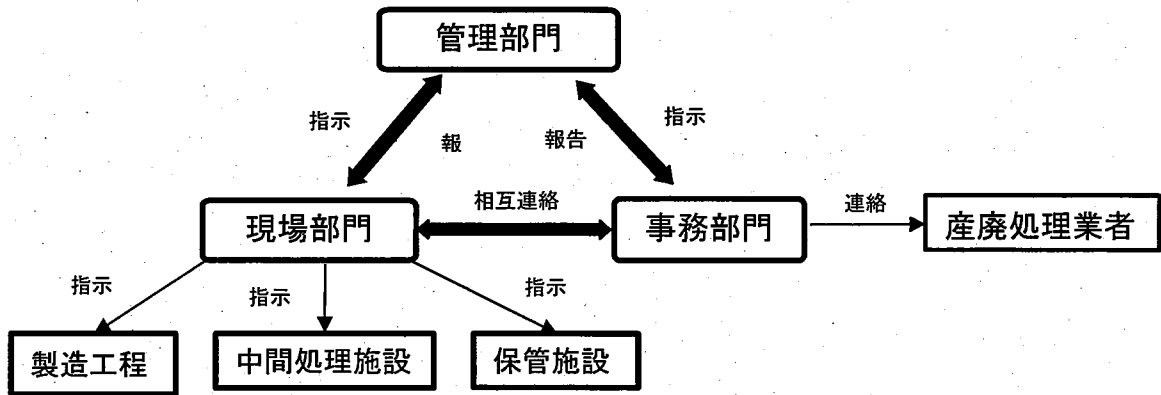 管理部門
指示
報
報告
指示
相互連絡
現場部門
事務部門
連絡
産廃処理業者
指示
指示
指示
製造工程
中間処理施設
保管施設